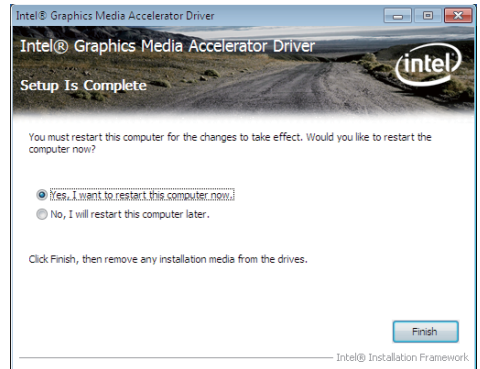 Intel® Graphics Media Accelerator Driver
Intel® Graphics Media Accelerator Driver
intel
Setup Is Complete
You must restart this computer for the changes to take effect. Would you like to restart the
computer now?
Yes, I want to restart this computer now.
No, I will restart this computer later.
Click Finish, then remove any installation media from the drives.
Finish
Intel® Installation Framework